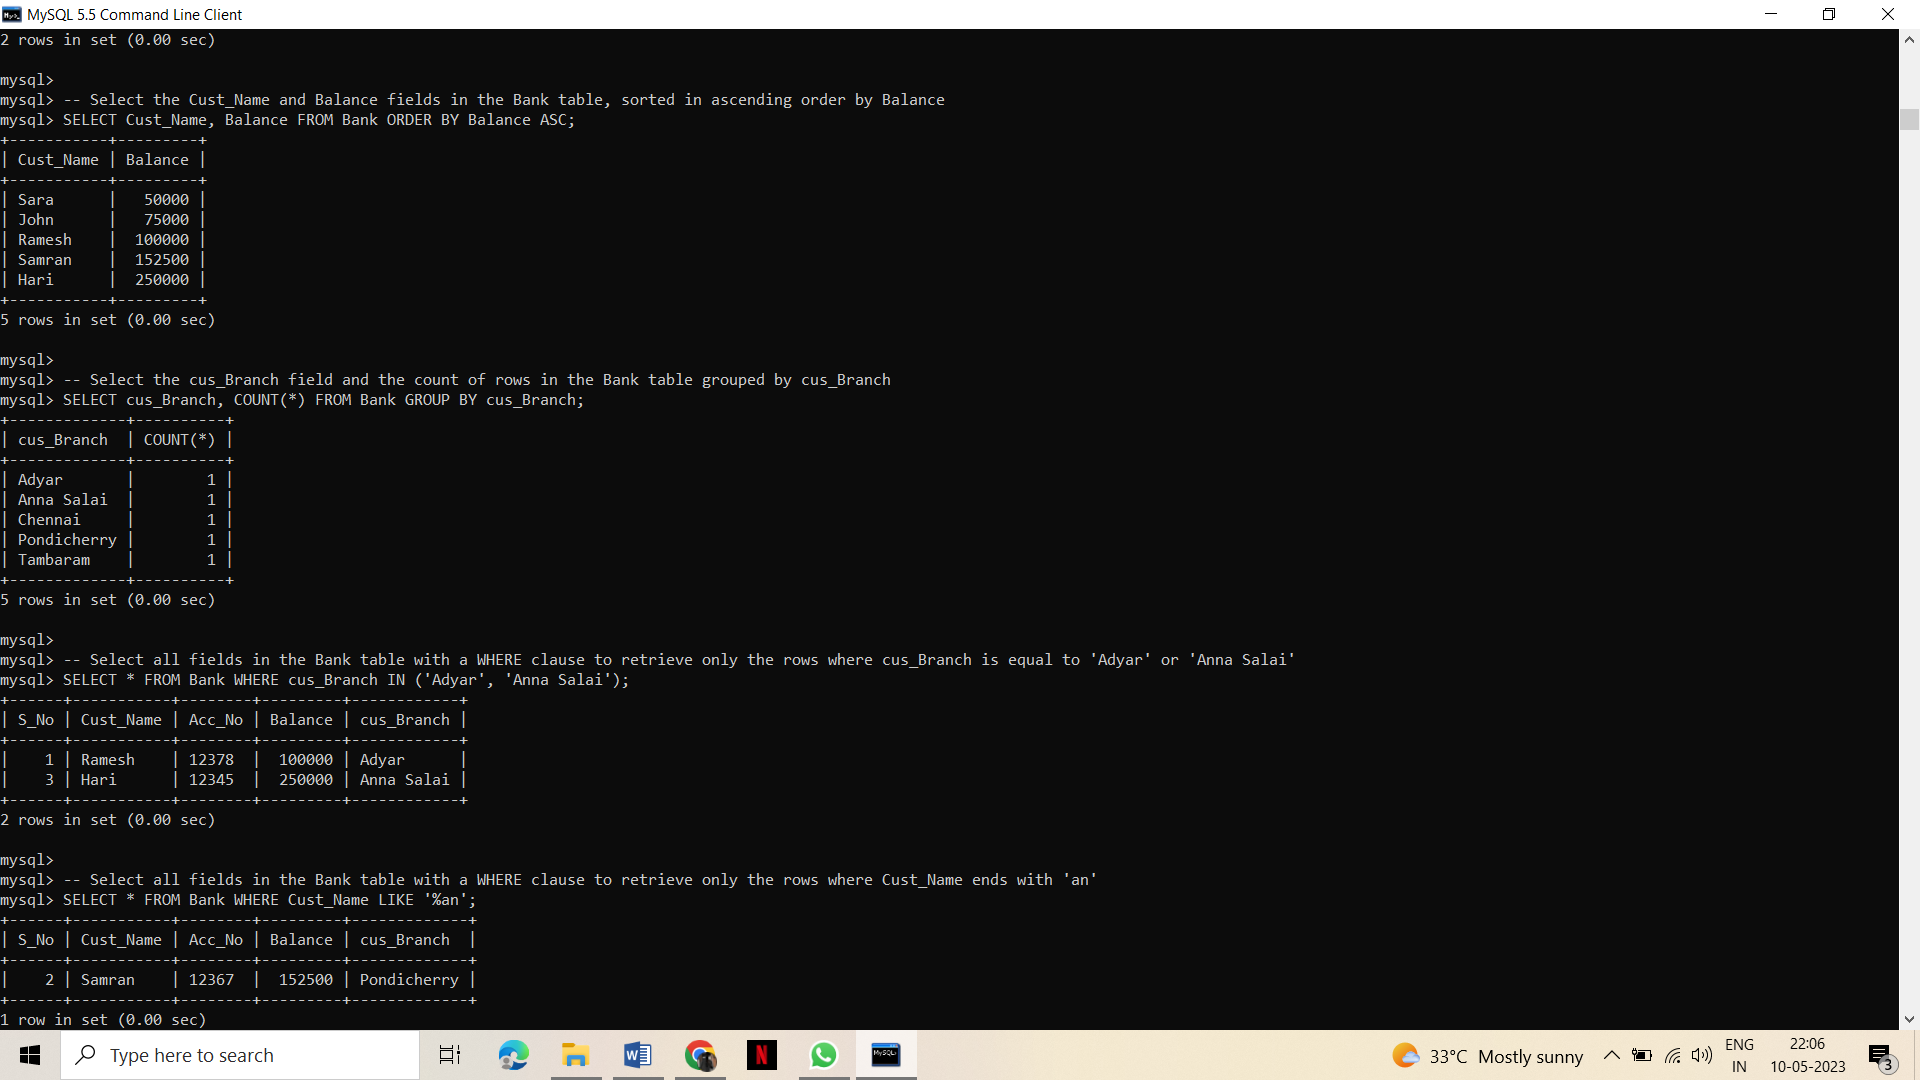 MySQL 5.5 Command Line Client
2 rows in set (0.00 sec)
mysql>
mysql> -- Select the Cust_Name and Balance fields in the Bank table, sorted in ascending order by Balance
mysql> SELECT Cust_Name, Balance FROM Bank ORDER BY Balance ASC;
+-----------+---------+
| Cust_Name | Balance |
+-----------+---------+
| Sara      |   50000 |
| John      |   75000 |
| Ramesh    |  100000 |
| Samran    |  152500 |
| Hari      |  250000 |
+-----------+---------+
5 rows in set (0.00 sec)
mysql>
mysql> -- Select the cus_Branch field and the count of rows in the Bank table grouped by cus_Branch
mysql> SELECT cus_Branch, COUNT(*) FROM Bank GROUP BY cus_Branch;
+-------------+----------+
| cus_Branch  | COUNT(*) |
+-------------+----------+
| Adyar       |        1 |
| Anna Salai  |        1 |
| Chennai     |        1 |
| Pondicherry |        1 |
| Tambaram    |        1 |
+-------------+----------+
5 rows in set (0.00 sec)
mysql>
mysql> -- Select all fields in the Bank table with a WHERE clause to retrieve only the rows where cus_Branch is equal to 'Adyar' or 'Anna Salai'
mysql> SELECT * FROM Bank WHERE cus_Branch IN ('Adyar', 'Anna Salai');
+------+-----------+--------+---------+------------+
| S_No | Cust_Name | Acc_No | Balance | cus_Branch |
+------+-----------+--------+---------+------------+
|    1 | Ramesh    | 12378  |  100000 | Adyar      |
|    3 | Hari      | 12345  |  250000 | Anna Salai |
+------+-----------+--------+---------+------------+
2 rows in set (0.00 sec)
mysql>
mysql> -- Select all fields in the Bank table with a WHERE clause to retrieve only the rows where Cust_Name ends with 'an'
mysql> SELECT * FROM Bank WHERE Cust_Name LIKE '%an';
+------+-----------+--------+---------+-------------+
| S_No | Cust_Name | Acc_No | Balance | cus_Branch  |
+------+-----------+--------+---------+-------------+
|    2 | Samran    | 12367  |  152500 | Pondicherry |
+------+-----------+--------+---------+-------------+
1 row in set (0.00 sec)
Type here to search
W
N
MySQL
33°C Mostly sunny
ENG
IN
22:06
10-05-2023
3